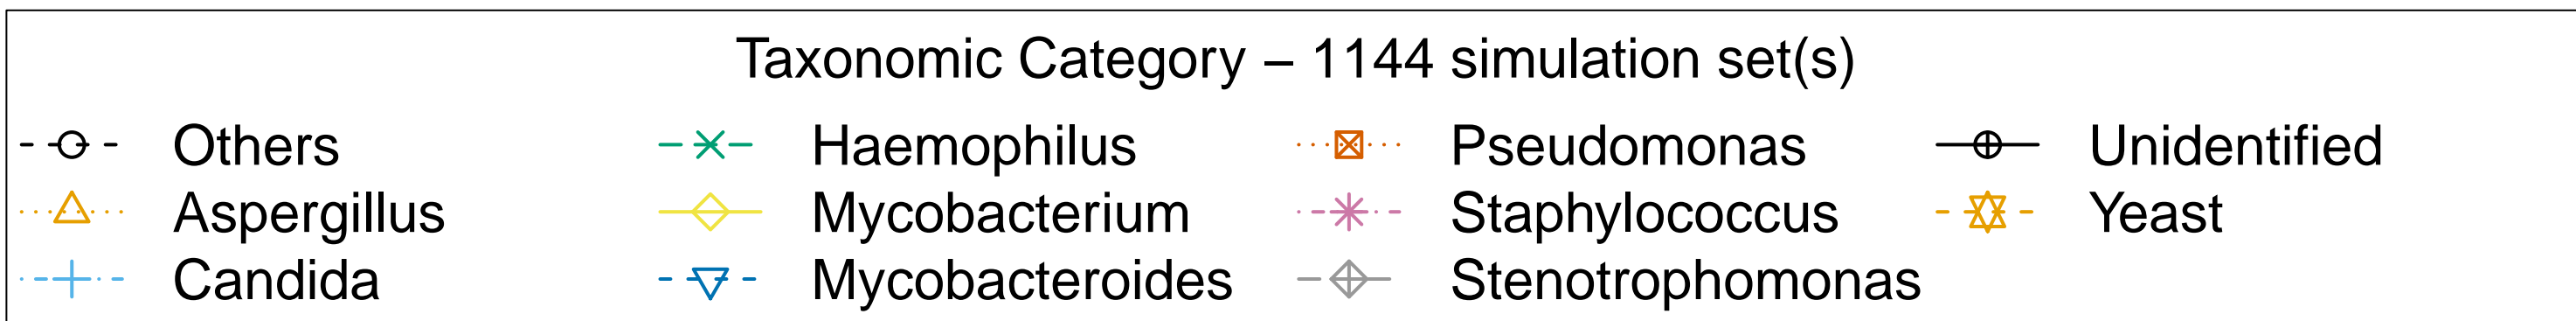 Taxonomic Category – 1144 simulation set(s)
Others
Aspergillus
Candida
Haemophilus
Mycobacterium
Mycobacteroides
Pseudomonas
Staphylococcus
Stenotrophomonas
Unidentified
Yeast